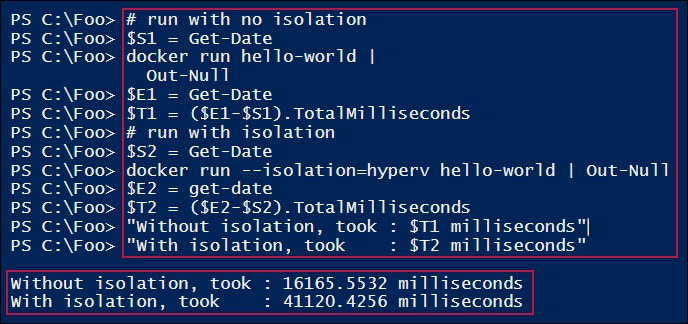 PS C:\Foo> # run with no isolation
PS C:\Foo> $S1 = Get-Date
PS C:\Foo> docker run hello-world |
             Out-Null
PS C:\Foo> $E1 = Get-Date
PS C:\Foo> $T1 = ($E1-$S1).TotalMilliseconds
PS C:\Foo> # run with isolation
PS C:\Foo> $S2 = Get-Date
PS C:\Foo> docker run --isolation=hyperv hello-world | Out-Null
PS C:\Foo> $E2 = get-date
PS C:\Foo> $T2 = ($E2-$S2).TotalMilliseconds
PS C:\Foo> "Without isolation, took : $T1 milliseconds"
PS C:\Foo> "With isolation, took    : $T2 milliseconds"
Without isolation, took : 16165.5532 milliseconds
With isolation, took    : 41120.4256 milliseconds